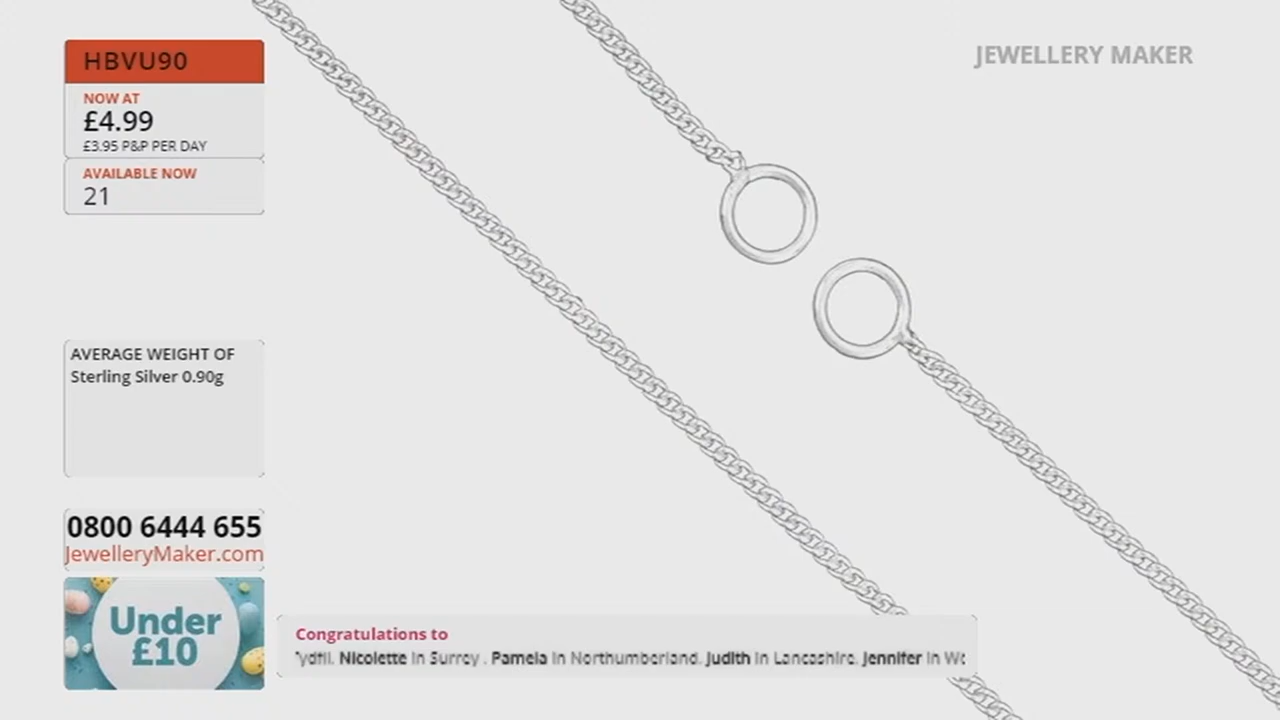 HBVU90
NOW AT
£4.99
£3.95 P&P PER DAY
AVAILABLE NOW
21
JEWELLERY MAKER
AVERAGE WEIGHT OF
Sterling Silver 0.90g
0800 6444 655
JewelleryMaker.com
Under
£10
Congratulations to
Nicolette in Surrey . Pamela in Northumberland. Judith in Lancashire. Jennifer in